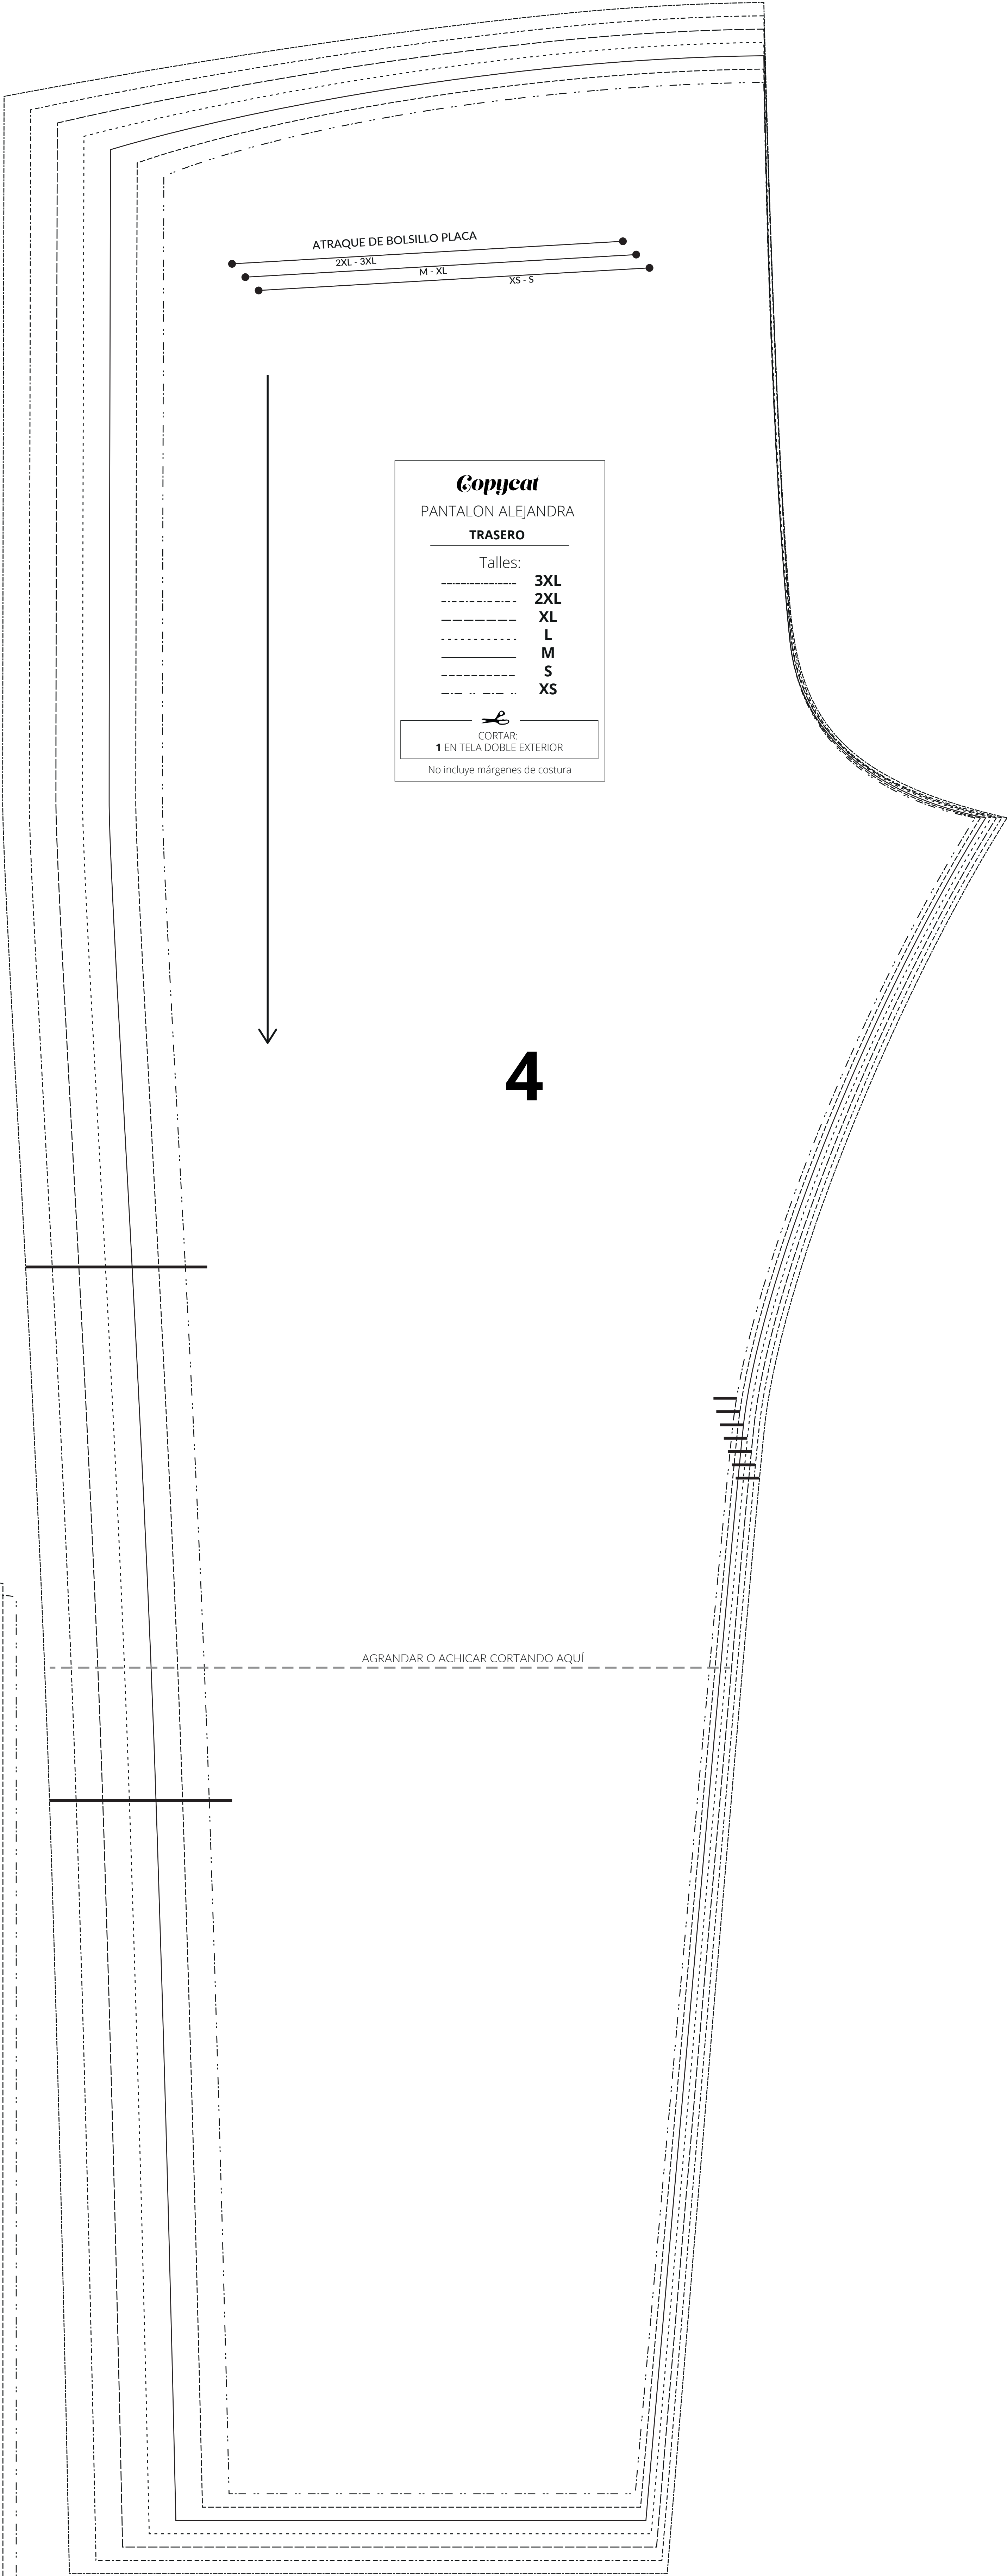 ATRAQUE DE BOLSILLO PLACA
2XL - 3XL
M - XL
XS - S
Copycat
PANTALON ALEJANDRA
TRASERO
Talles:
3XL
2XL
XL
L
M
S
XS
CORTAR:
1 EN TELA DOBLE EXTERIOR
No incluye márgenes de costura
4
AGRANDAR O ACHICAR CORTANDO AQUÍ